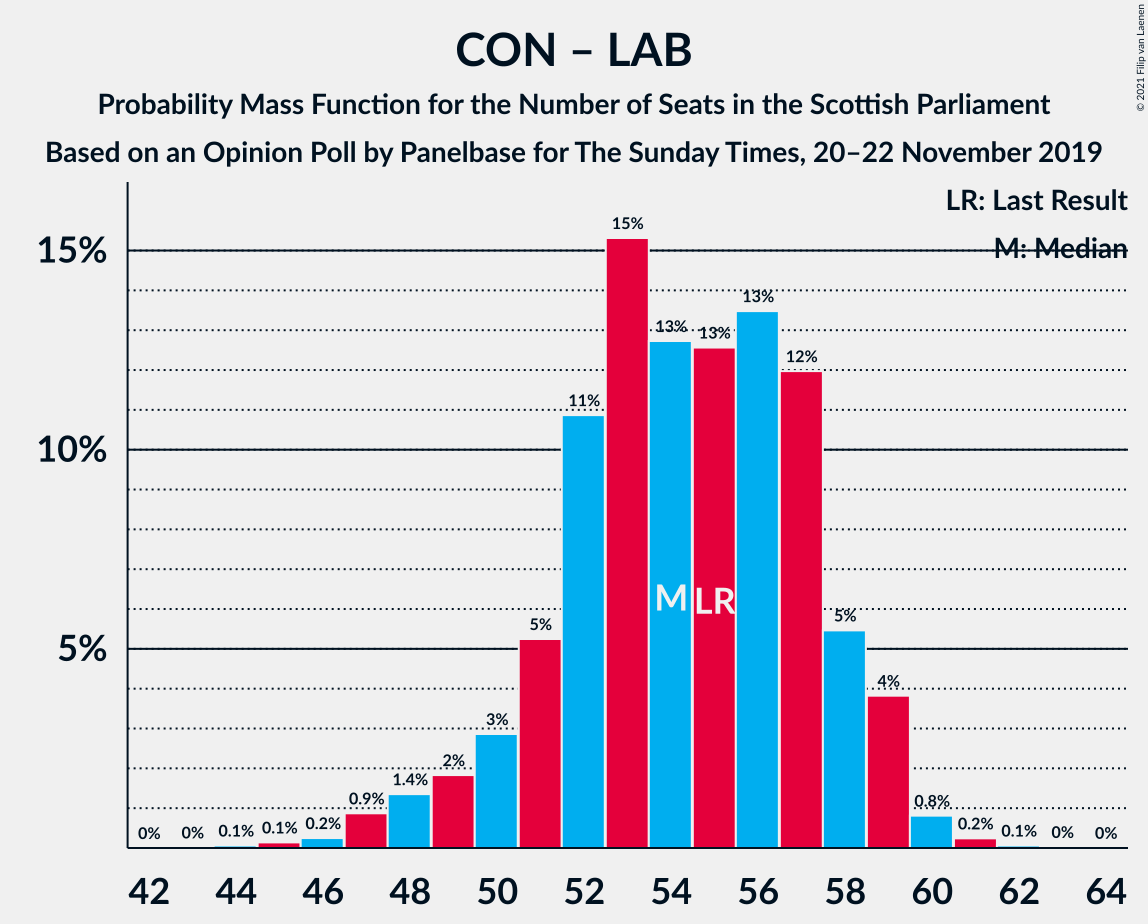 CON – LAB
Probability Mass Function for the Number of Seats in the Scottish Parliament
Based on an Opinion Poll by Panelbase for The Sunday Times, 20–22 November 2019
© 2021 Filip van Laenen
LR: Last Result
M: Median
15%
10%
5%
0% 0% 0.1% 0.1% 0.2% 0.9% 1.4% 2% 3% 5% 11% 15% 13% 13% 13% 12% 5% 4% 0.8% 0.2% 0.1% 0% 0%
M LR
42 44 46 48 50 52 54 56 58 60 62 64